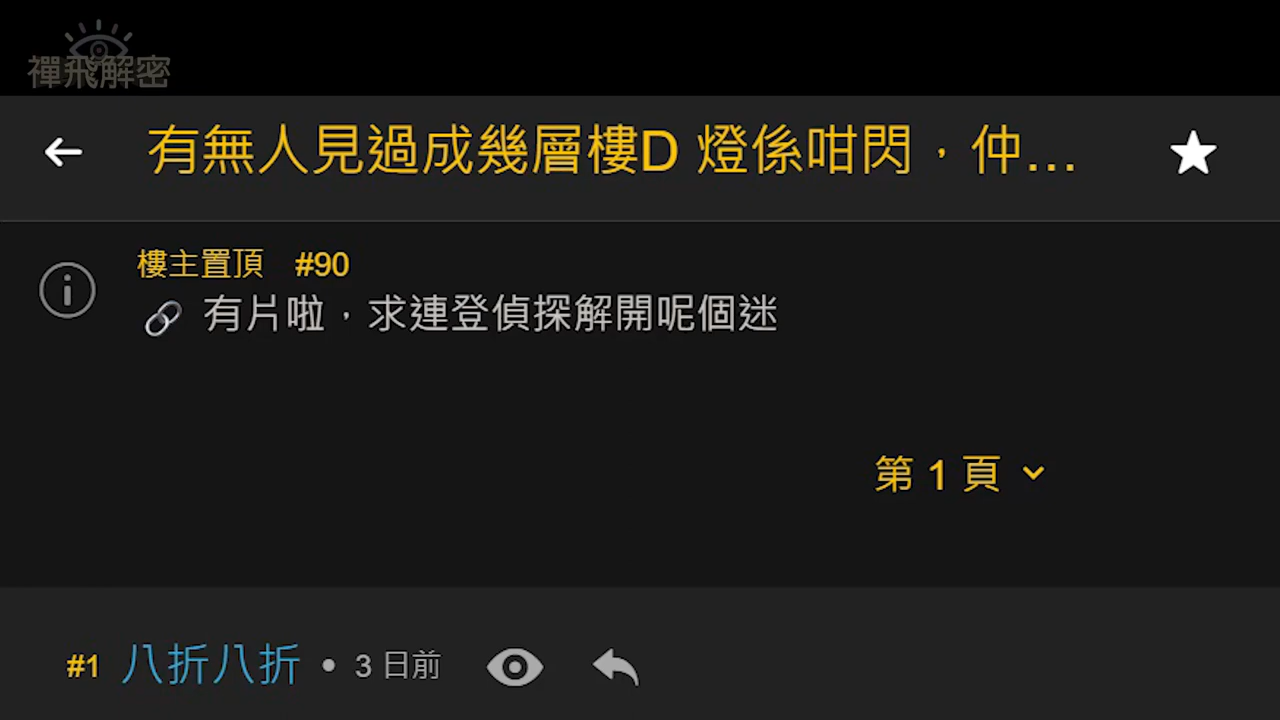 禪飛解密
有無人見過成幾層樓D 燈係咁閃，仲...
樓主置頂 #90
有片啦，求連登偵探解開呢個迷
第 1 頁
#1 八折八折 • 3 日前